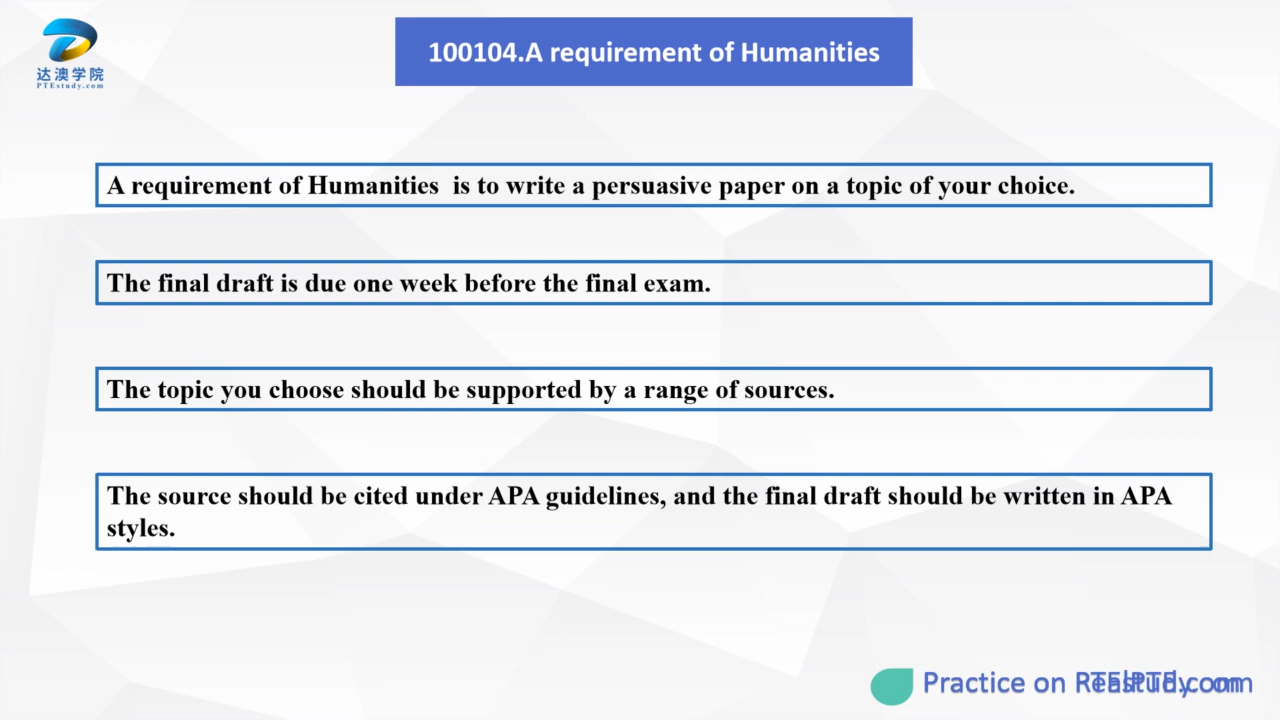 达澳学院
PTEstudy.com
100104.A requirement of Humanities
A requirement of Humanities is to write a persuasive paper on a topic of your choice.
The final draft is due one week before the final exam.
The topic you choose should be supported by a range of sources.
The source should be cited under APA guidelines, and the final draft should be written in APA
styles.
Practice on